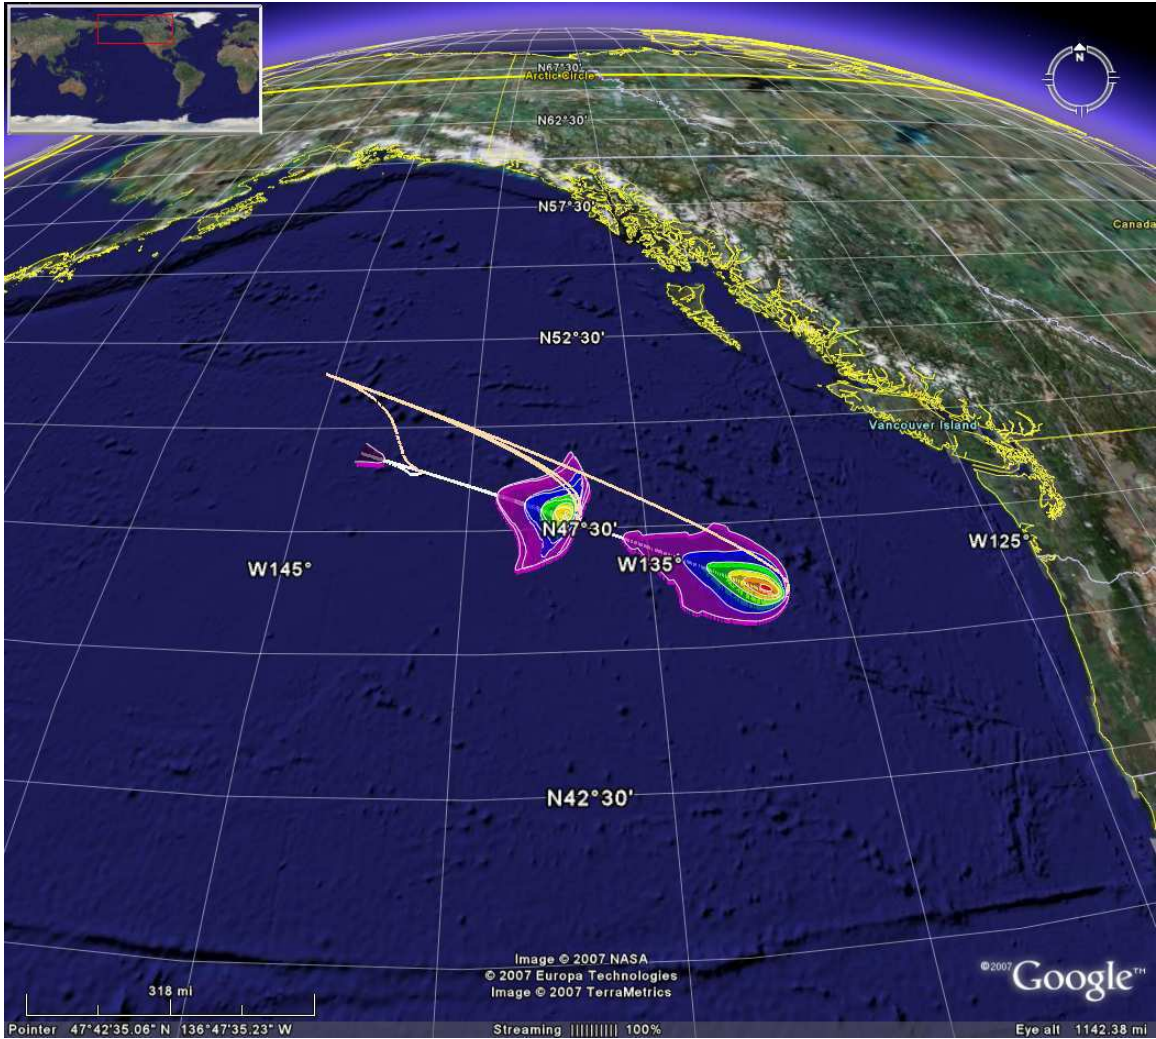 N
N67°30'
Arctic Circle
N62°30'
N57°30'
Canada
N52°30'
Vancouver Island
N47°30'
W125°
W145°
W135°
N42°30'
Image © 2007 NASA
© 2007 Europa Technologies
Image © 2007 TerraMetrics
©2007 Google™
318 mi
Pointer 47°42'35.06" N 136°47'35.23" W Streaming |||||||||| 100% Eye alt 1142.38 mi